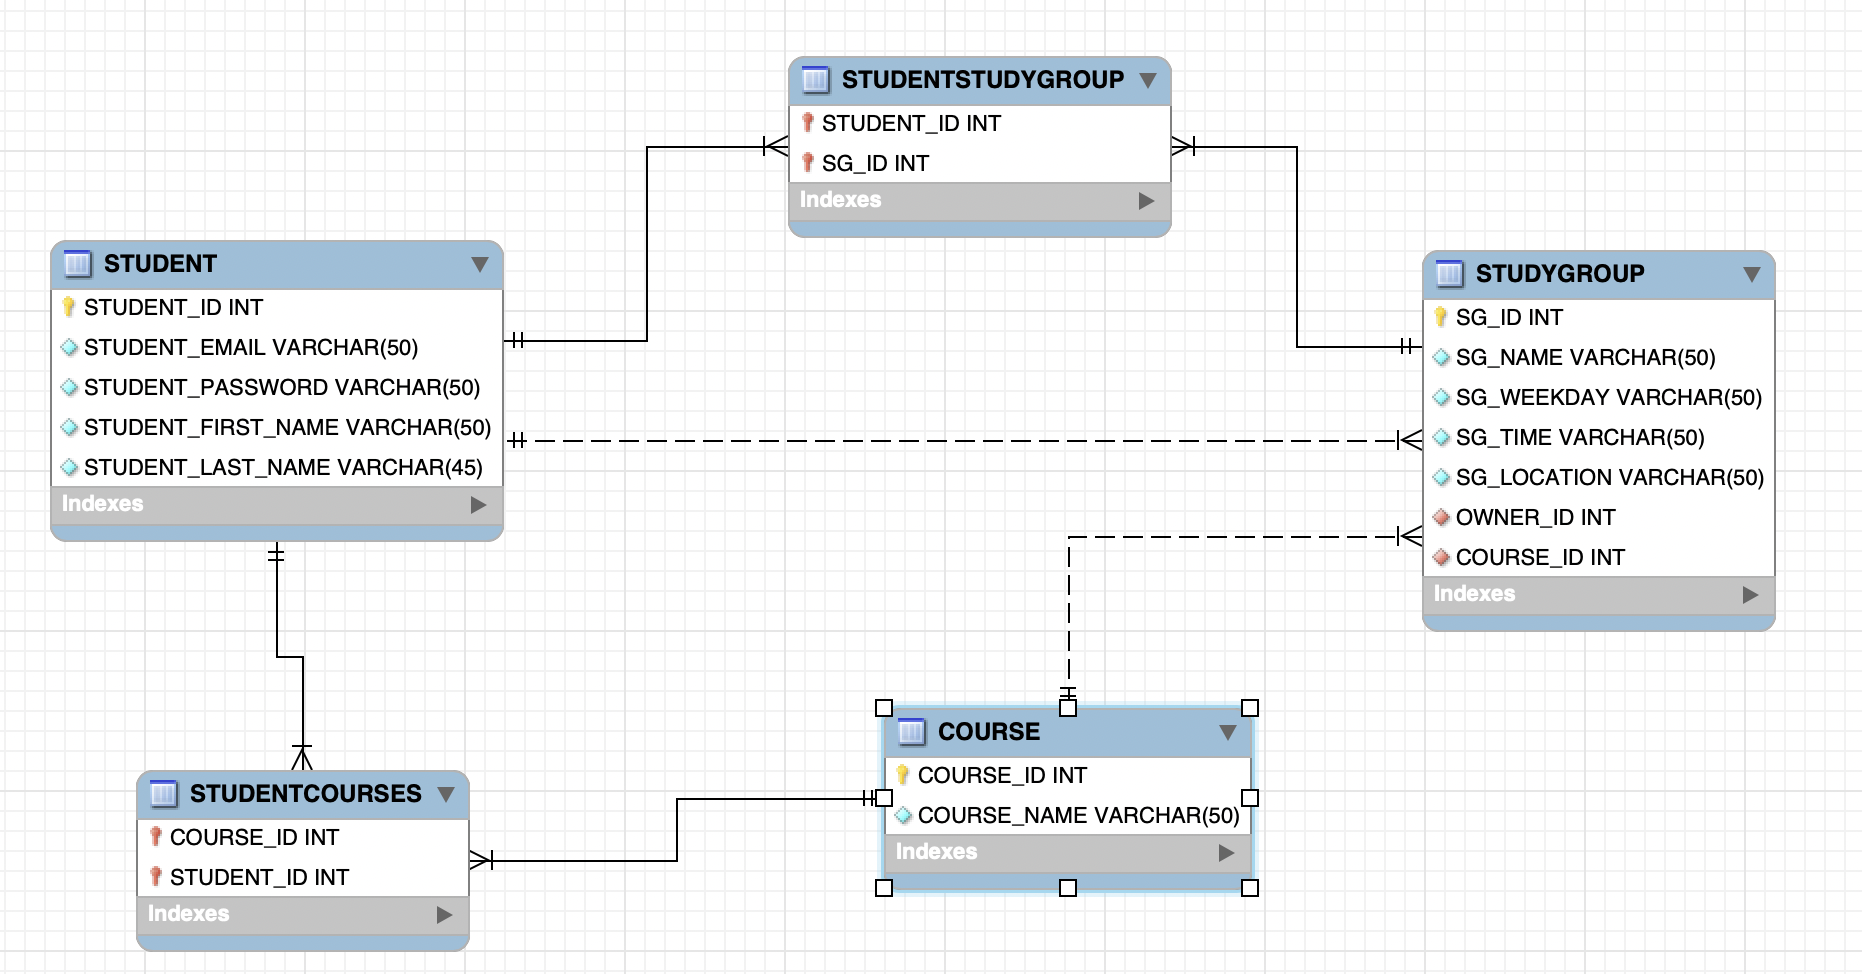 STUDENTSTUDYGROUP
STUDENT_ID INT
SG_ID INT
Indexes
STUDENT
STUDENT_ID INT
STUDENT_EMAIL VARCHAR(50)
STUDENT_PASSWORD VARCHAR(50)
STUDENT_FIRST_NAME VARCHAR(50)
STUDENT_LAST_NAME VARCHAR(45)
Indexes
STUDYGROUP
SG_ID INT
SG_NAME VARCHAR(50)
SG_WEEKDAY VARCHAR(50)
SG_TIME VARCHAR(50)
SG_LOCATION VARCHAR(50)
OWNER_ID INT
COURSE_ID INT
Indexes
COURSE
COURSE_ID INT
COURSE_NAME VARCHAR(50)
Indexes
STUDENTCOURSES
COURSE_ID INT
STUDENT_ID INT
Indexes